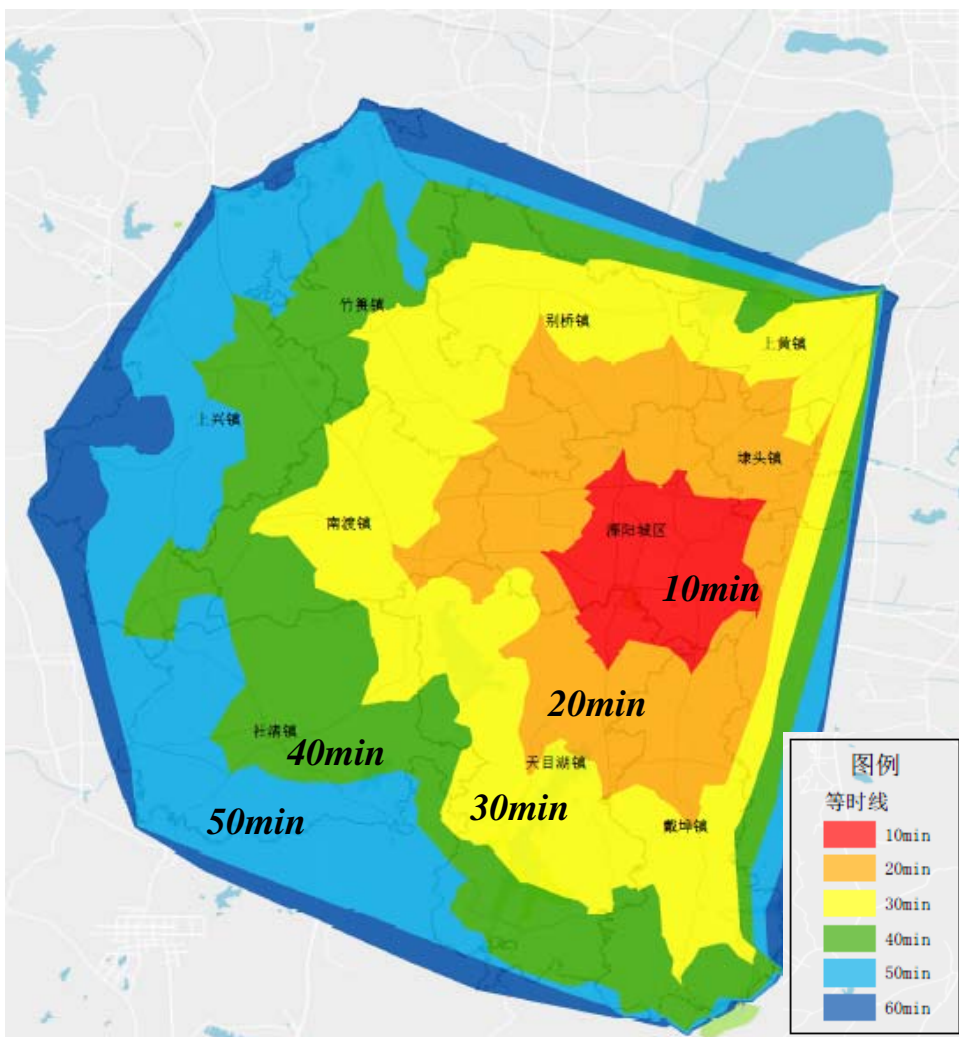 竹箦镇
别桥镇
上黄镇
上兴镇
埭头镇
南渡镇
溧阳城区
10min
20min
社渚镇
40min
天目湖镇
30min
50min
戴埠镇
图例
等时线
10min
20min
30min
40min
50min
60min